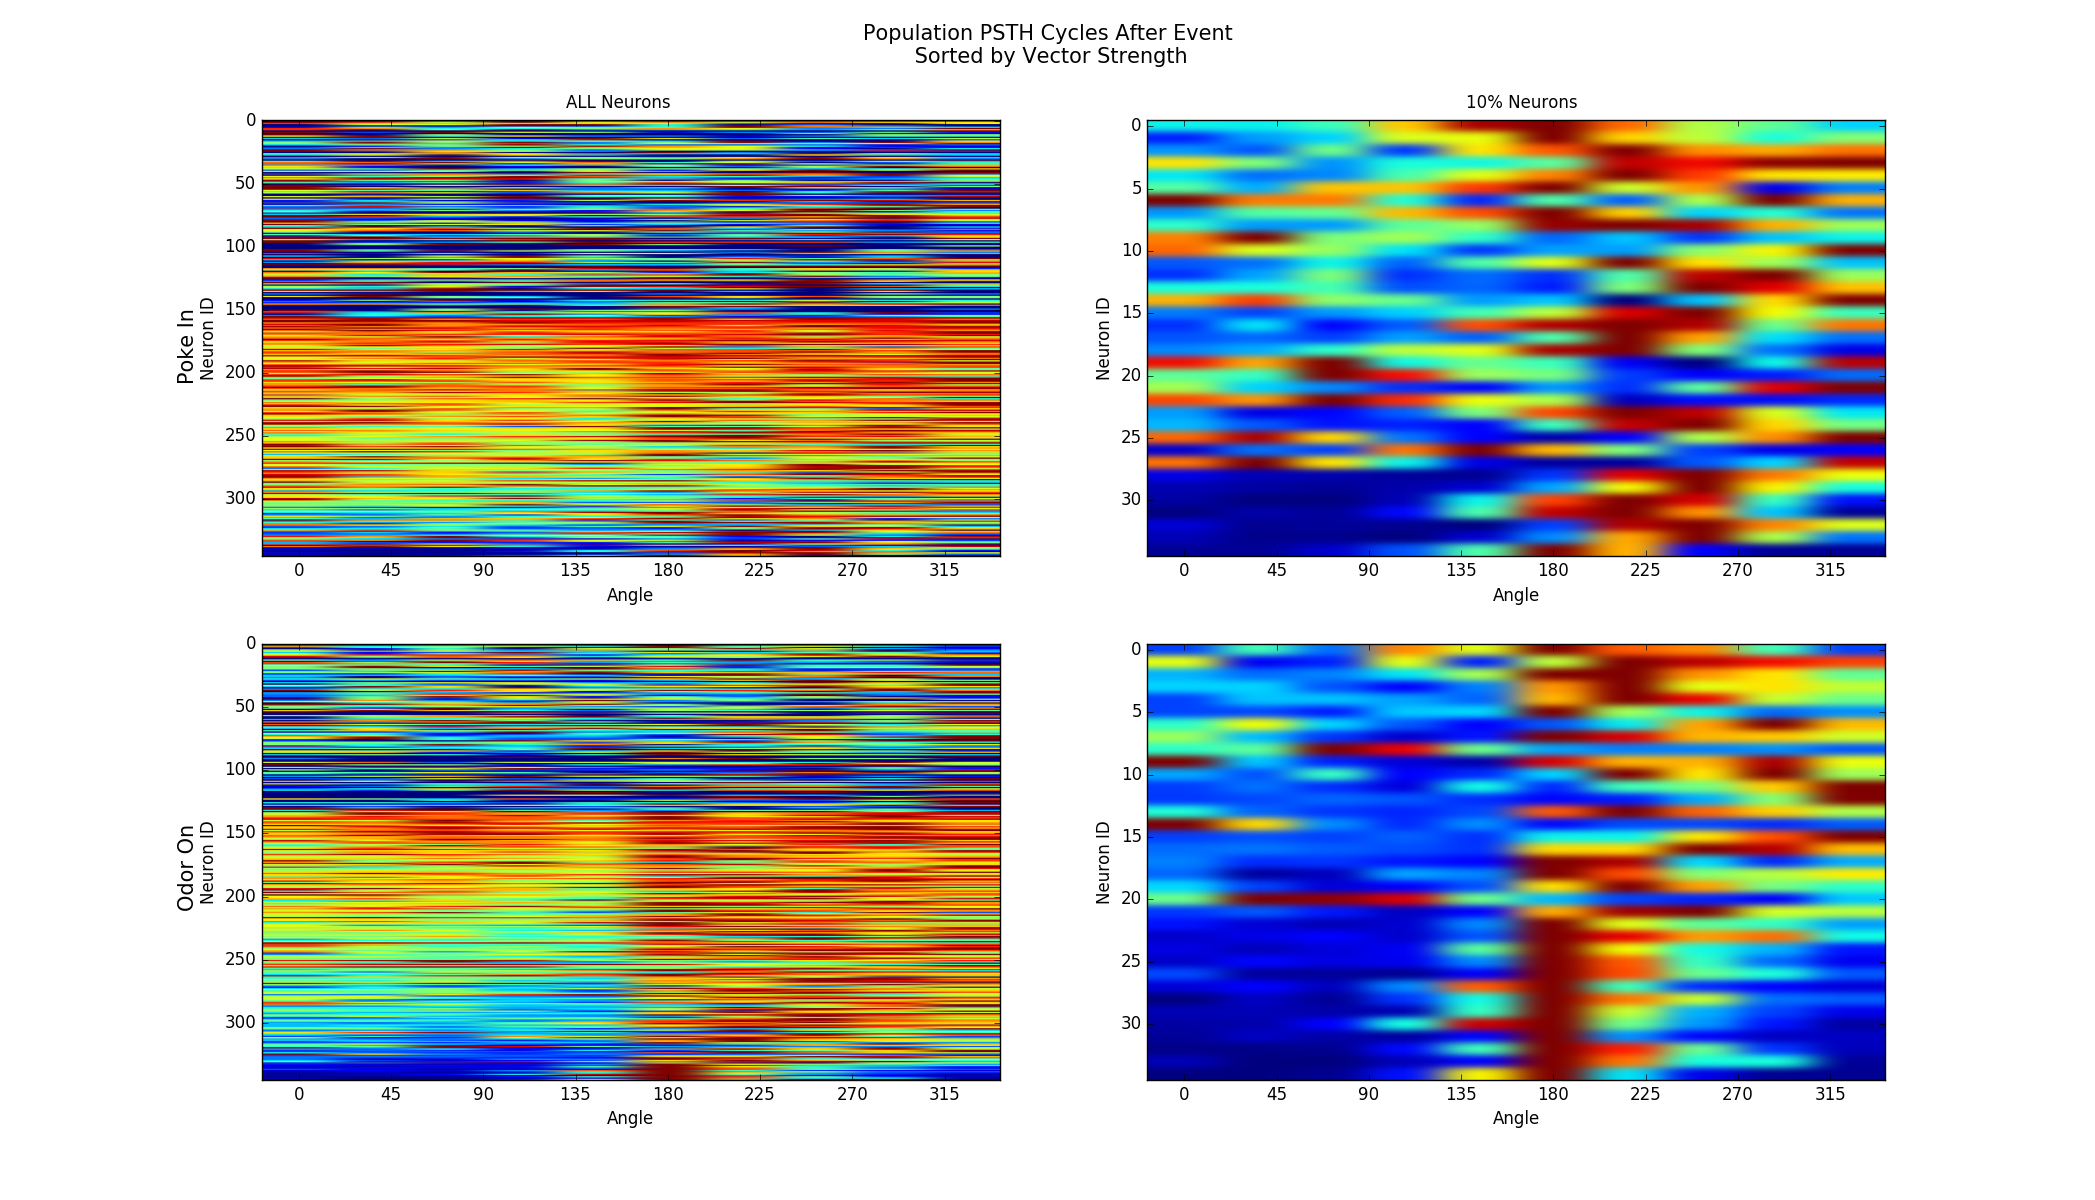 Population PSTH Cycles After Event
Sorted by Vector Strength
ALL Neurons
10% Neurons
Poke In
Neuron ID
0
50
100
150
200
250
300
0 45 90 135 180 225 270 315
Angle
Neuron ID
0
5
10
15
20
25
30
0 45 90 135 180 225 270 315
Angle
Odor On
Neuron ID
0
50
100
150
200
250
300
0 45 90 135 180 225 270 315
Angle
Neuron ID
0
5
10
15
20
25
30
0 45 90 135 180 225 270 315
Angle